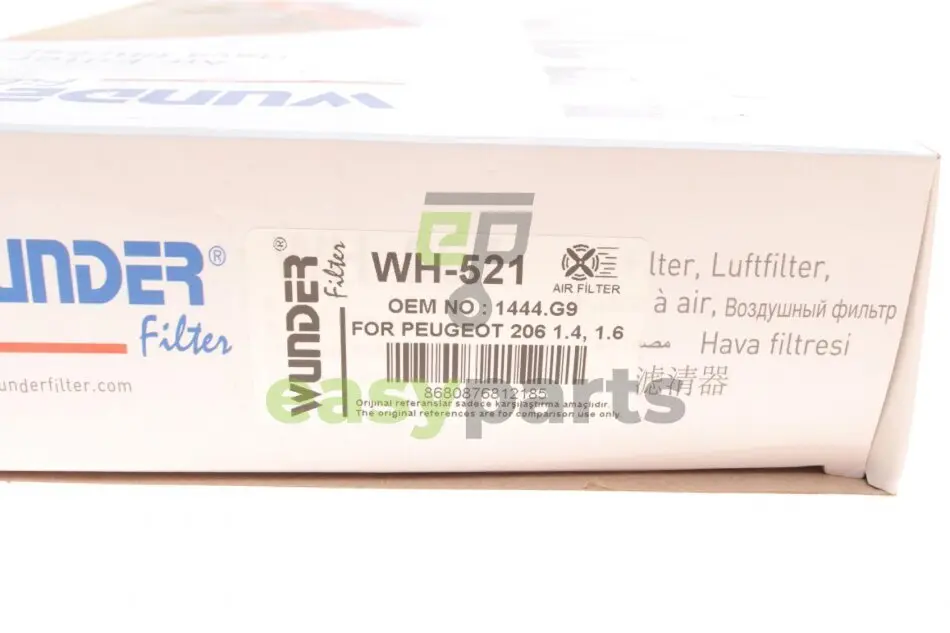 WUNDER
UNDER®
Filter
underfilter.com
WUNDER®
Filter
WH-521
AIR FILTER
OEM NO : 1444.G9
FOR PEUGEOT 206 1.4, 1.6
8680876812185
Orijinal referanslar sadece karşılaştırma amaçlıdır.
The original references are for comparison use only
lter, Luftfilter,
à air, Воздушный фильтр
مص
Hava filtresi
滤清器
easyparts